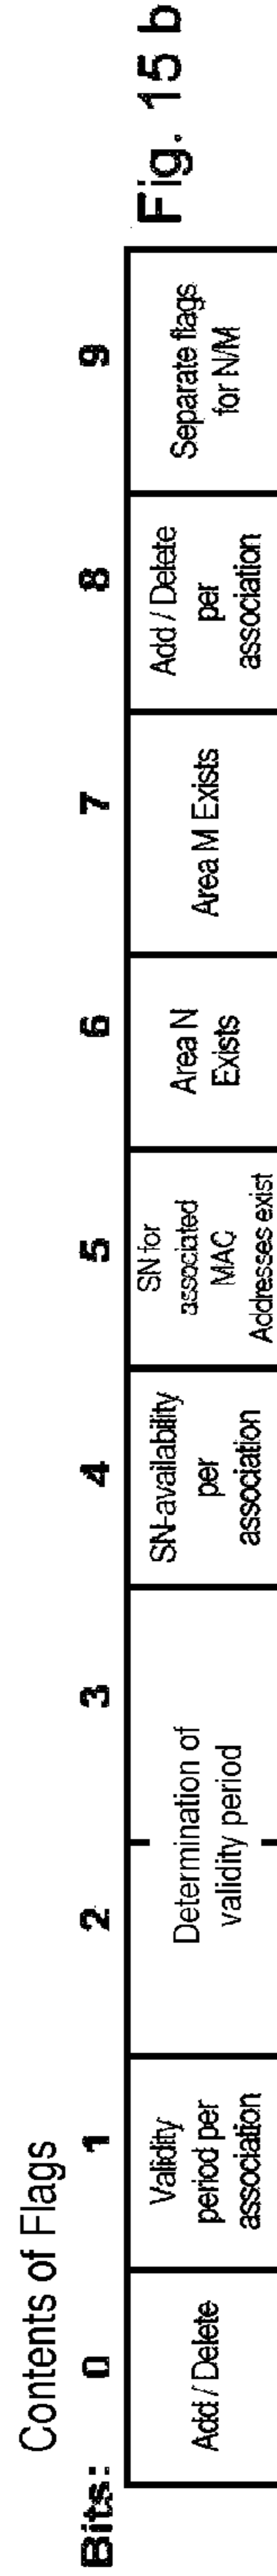 Contents of Flags
Bits: 0 1 2 3 4 5 6 7 8 9
Add / Delete
Validity
period per
association
Determination of
validity period
SN-availability
per
association
SN for
associated
MAC
Addresses exist
Area N
Exists
Area M Exists
Add / Delete
per
association
Separate flags
for N/M
Fig. 15 b